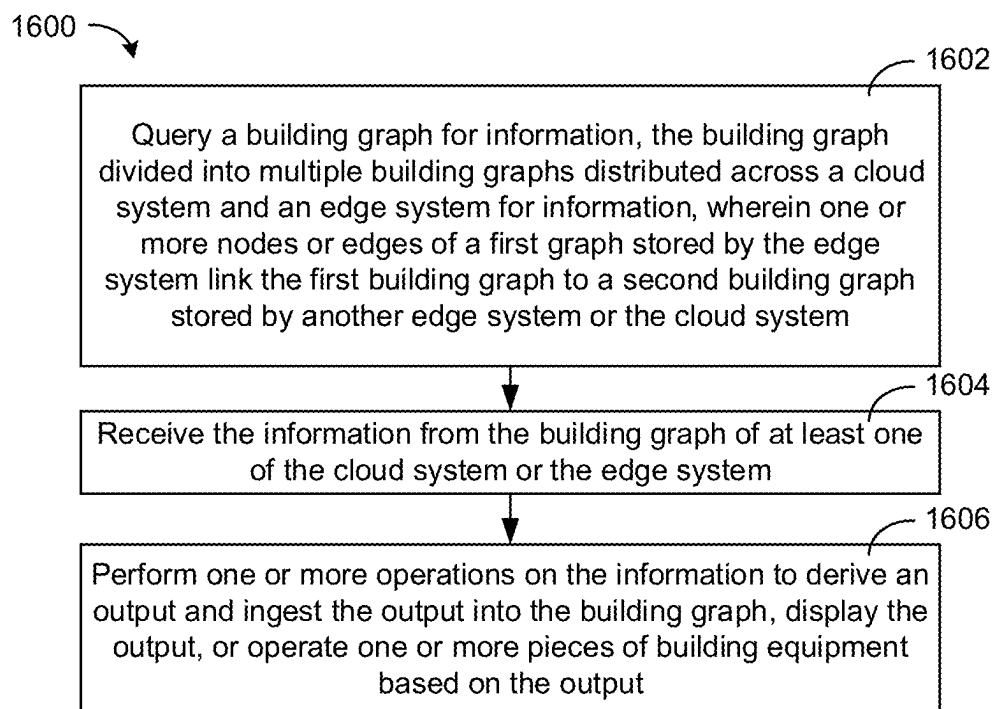 1600
1602
Query a building graph for information, the building graph
divided into multiple building graphs distributed across a cloud
system and an edge system for information, wherein one or
more nodes or edges of a first graph stored by the edge
system link the first building graph to a second building graph
stored by another edge system or the cloud system
1604
Receive the information from the building graph of at least one
of the cloud system or the edge system
1606
Perform one or more operations on the information to derive an
output and ingest the output into the building graph, display the
output, or operate one or more pieces of building equipment
based on the output